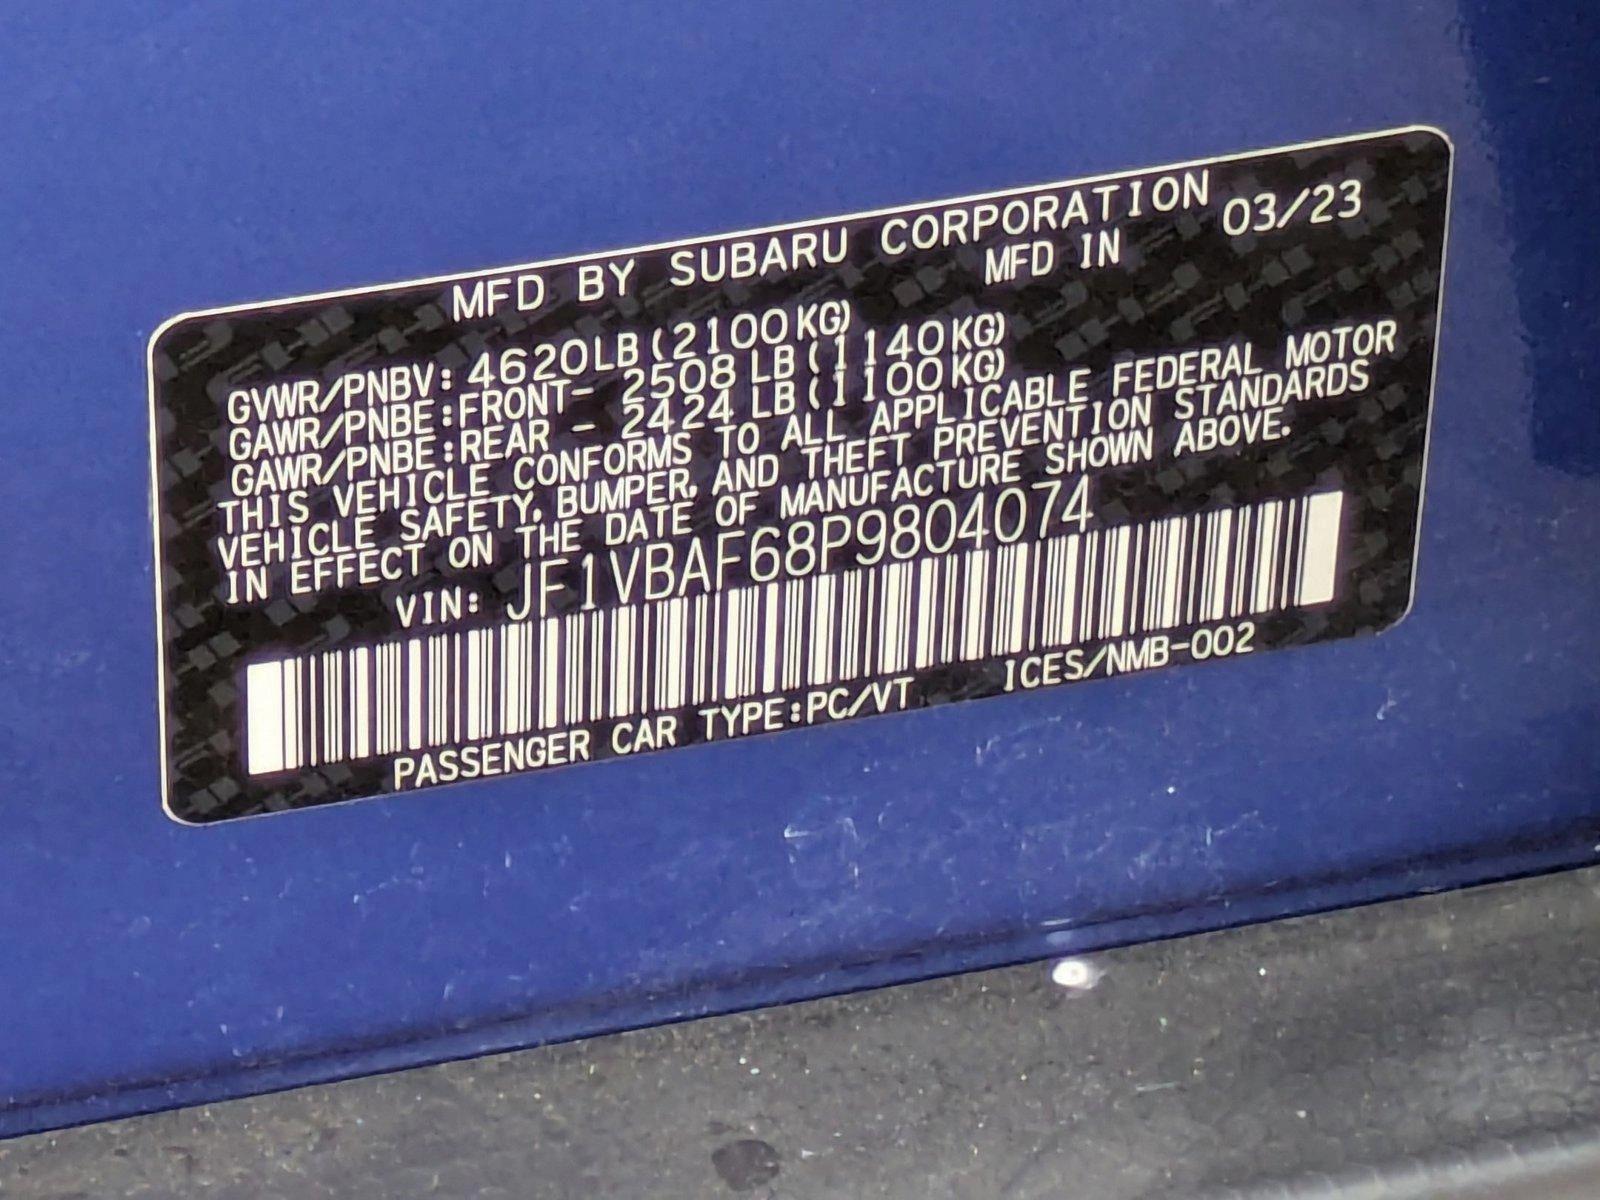 MFD BY SUBARU CORPORATION
MFD IN 03/23
GVWR/PNBV: 4620LB(2100KG)
GAWR/PNBE:FRONT- 2508 LB(1140KG)
GAWR/PNBE:REAR - 2424 LB(1100KG)
THIS VEHICLE CONFORMS TO ALL APPLICABLE FEDERAL MOTOR
VEHICLE SAFETY, BUMPER, AND THEFT PREVENTION STANDARDS
IN EFFECT ON THE DATE OF MANUFACTURE SHOWN ABOVE.
VIN: JF1VBAF68P9804074
PASSENGER CAR TYPE:PC/VT ICES/NMB-002